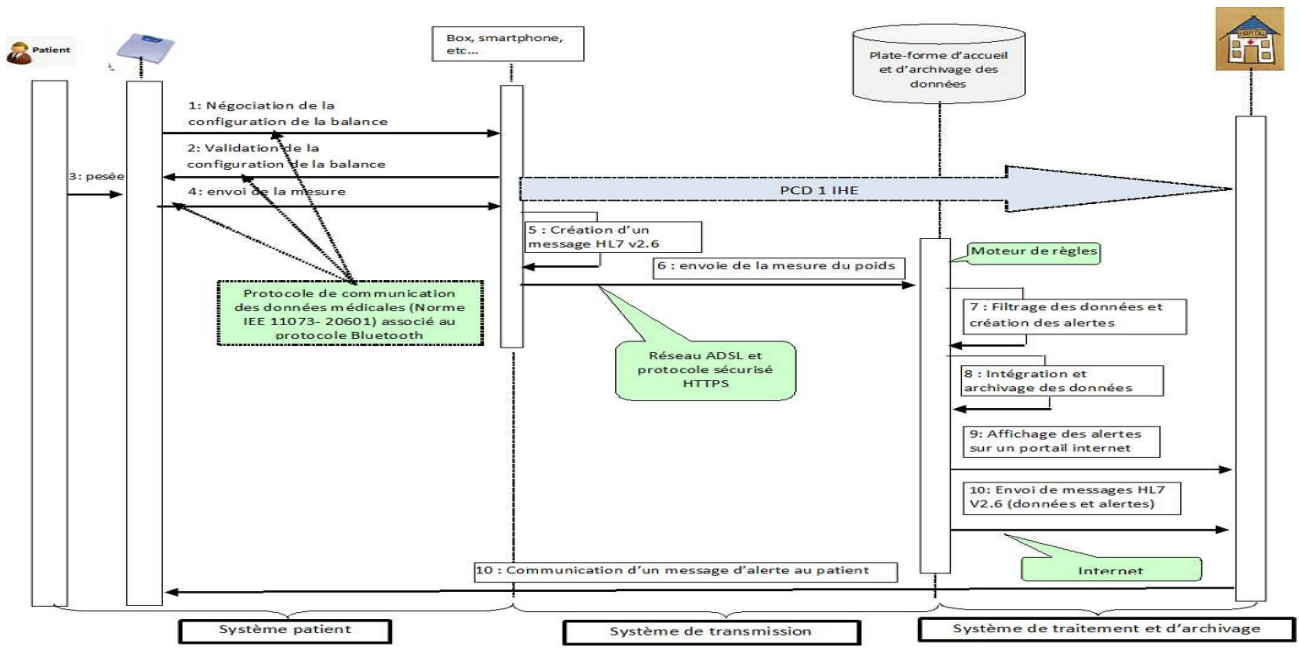 Patient
Box, smartphone,
etc...
Plate-forme d'accueil
et d'archivage des
données
HOPITAL
1: Négociation de la
configuration de la balance
2: Validation de la
configuration de la balance
3: pesée
4: envoi de la mesure
PCD 1 IHE
5 : Création d'un
message HL7 v2.6
6 : envoie de la mesure du poids
Moteur de règles
Protocole de communication
des données médicales (Norme
IEE 11073- 20601) associé au
protocole Bluetooth
Réseau ADSL et
protocole sécurisé
HTTPS
7 : Filtrage des données et
création des alertes
8 : Intégration et
archivage des données
9: Affichage des alertes
sur un portail internet
10: Envoi de messages HL7
V2.6 (données et alertes)
Internet
10 : Communication d'un message d'alerte au patient
Système patient
Système de transmission
Système de traitement et d'archivage